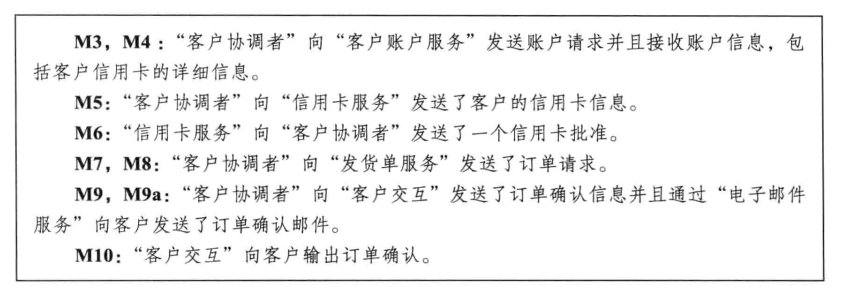 M3，M4：“客户协调者”向“客户账户服务”发送账户请求并且接收账户信息，包
括客户信用卡的详细信息。
M5：“客户协调者”向“信用卡服务”发送了客户的信用卡信息。
M6：“信用卡服务”向“客户协调者”发送了一个信用卡批准。
M7，M8：“客户协调者”向“发货单服务”发送了订单请求。
M9，M9a：“客户协调者”向“客户交互”发送了订单确认信息并且通过“电子邮件
服务”向客户发送了订单确认邮件。
M10：“客户交互”向客户输出订单确认。